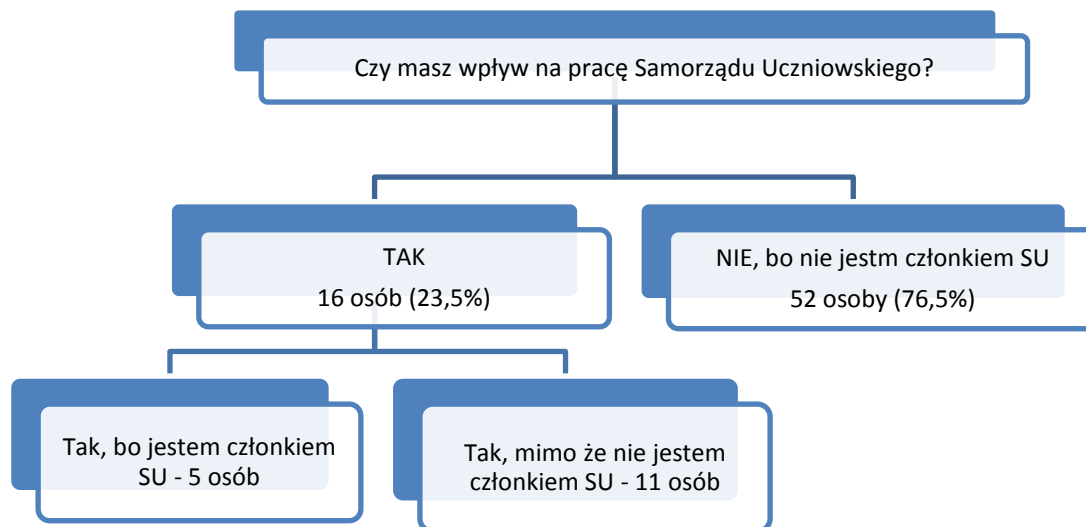 Czy masz wpływ na pracę Samorządu Uczniowskiego?
TAK
16 osób (23,5%)
NIE, bo nie jestm członkiem SU
52 osoby (76,5%)
Tak, bo jestem członkiem
SU - 5 osób
Tak, mimo że nie jestem
członkiem SU - 11 osób